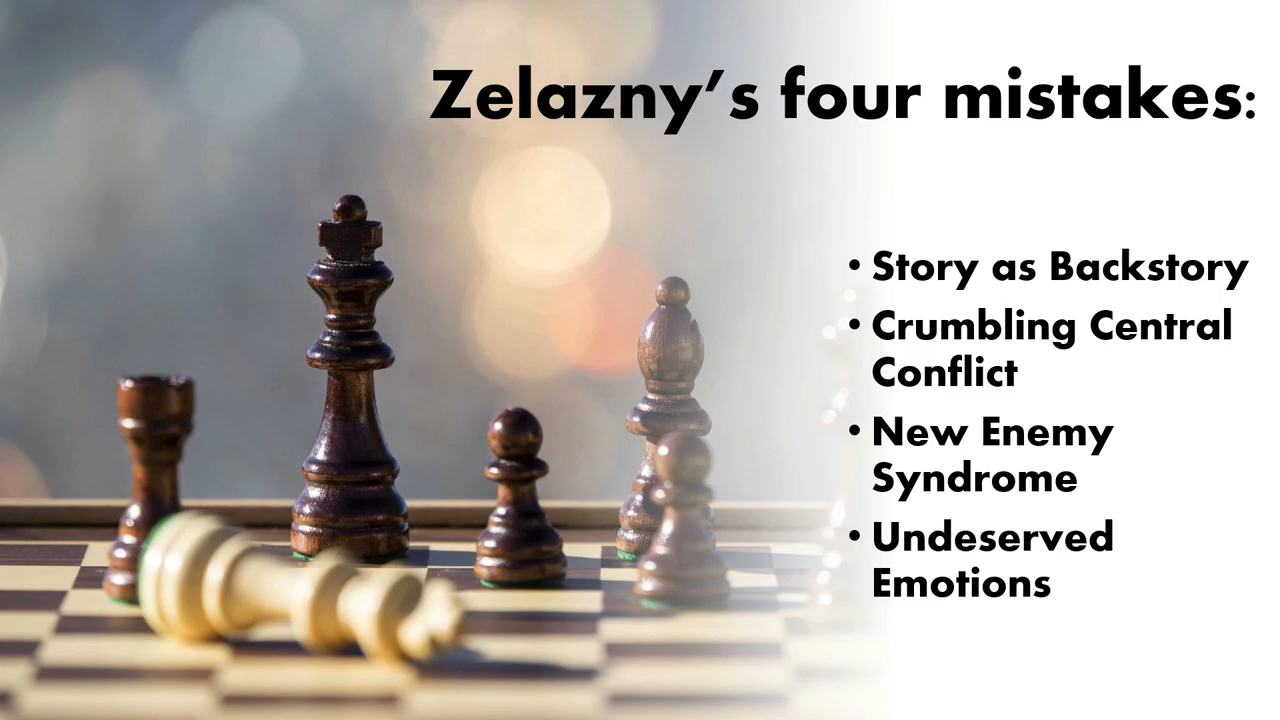 Zelazny’s four mistakes:
• Story as Backstory
• Crumbling Central
Conflict
• New Enemy
Syndrome
• Undeserved
Emotions